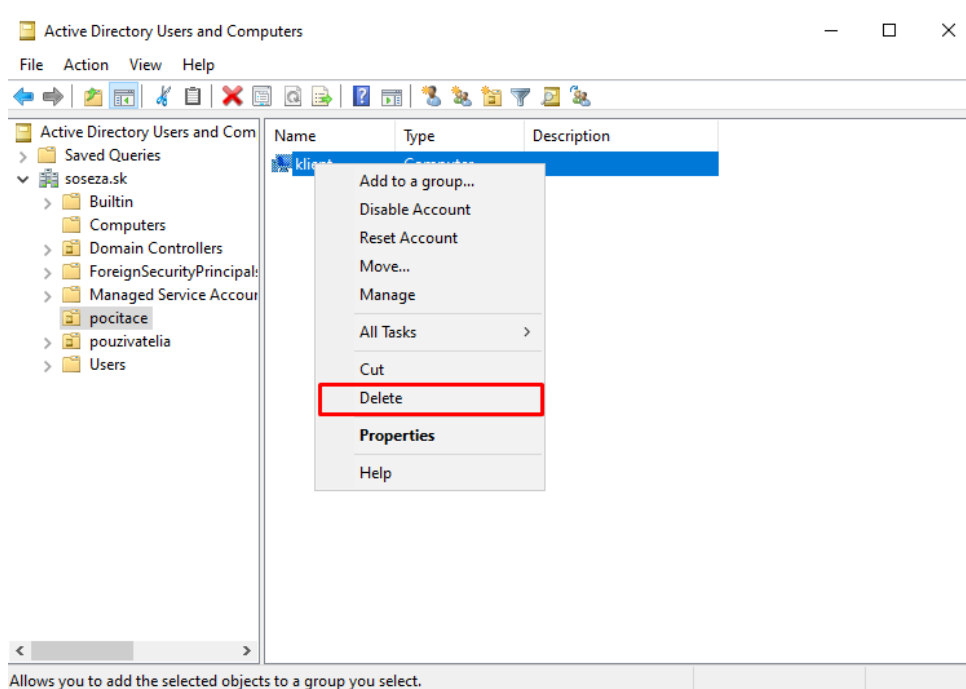 Active Directory Users and Computers
File Action View Help
Active Directory Users and Com
Name Type Description
Saved Queries
soseza.sk
Builtin
Computers
Domain Controllers
ForeignSecurityPrincipal:
Managed Service Accour
pocitace
pouzivatelia
Users
klient Computer
Add to a group...
Disable Account
Reset Account
Move...
Manage
All Tasks
Cut
Delete
Properties
Help
Allows you to add the selected objects to a group you select.